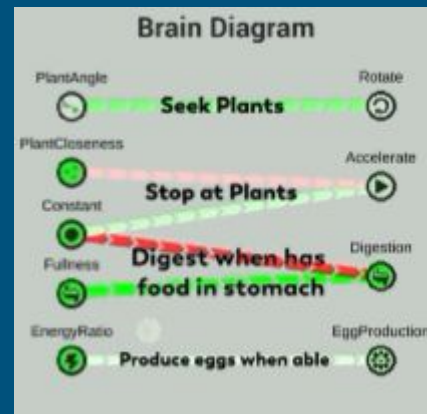 Brain Diagram
PlantAngle
Rotate
Seek Plants
PlantCloseness
Accelerate
Stop at Plants
Constant
Digestion
Digest when has
food in stomach
Fullness
EnergyRatio
EggProduction
Produce eggs when able